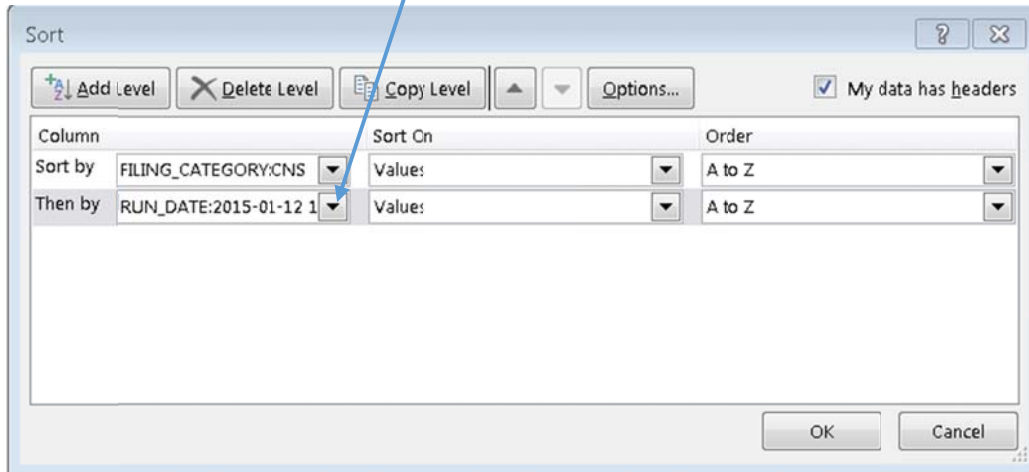 Sort
Add Level Delete Level Copy Level Options... My data has headers
Column Sort On Order
Sort by FILING_CATEGORY:CNS Values A to Z
Then by RUN_DATE:2015-01-12 1 Values A to Z
OK Cancel